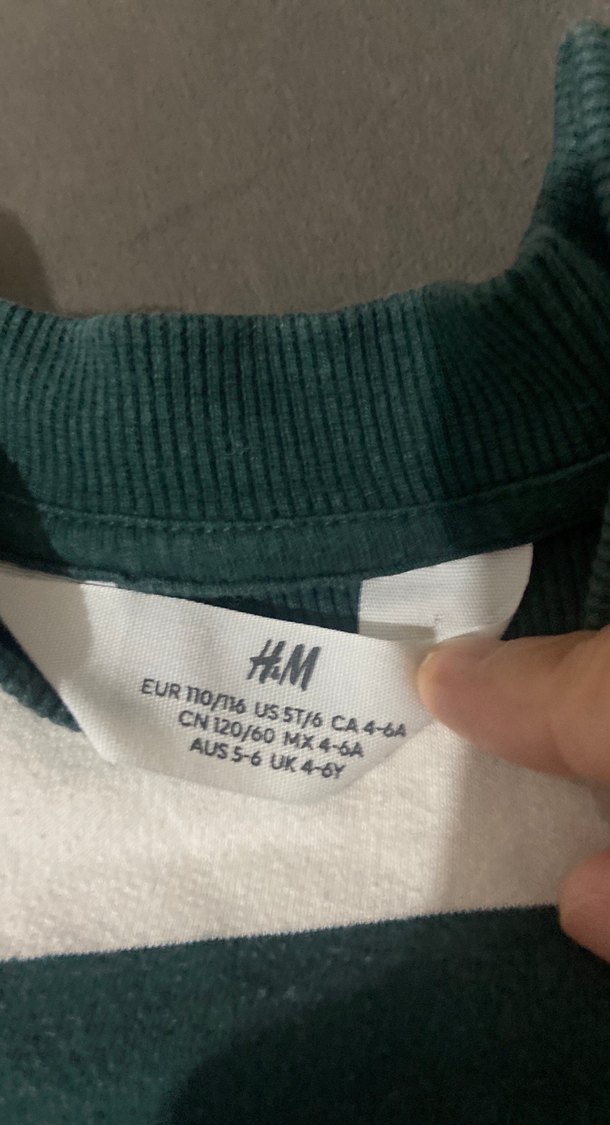 H&M
EUR 110/116 US 5T/6 CA 4-6A
CN 120/60 MX 4-6A
AUS 5-6 UK 4-6Y